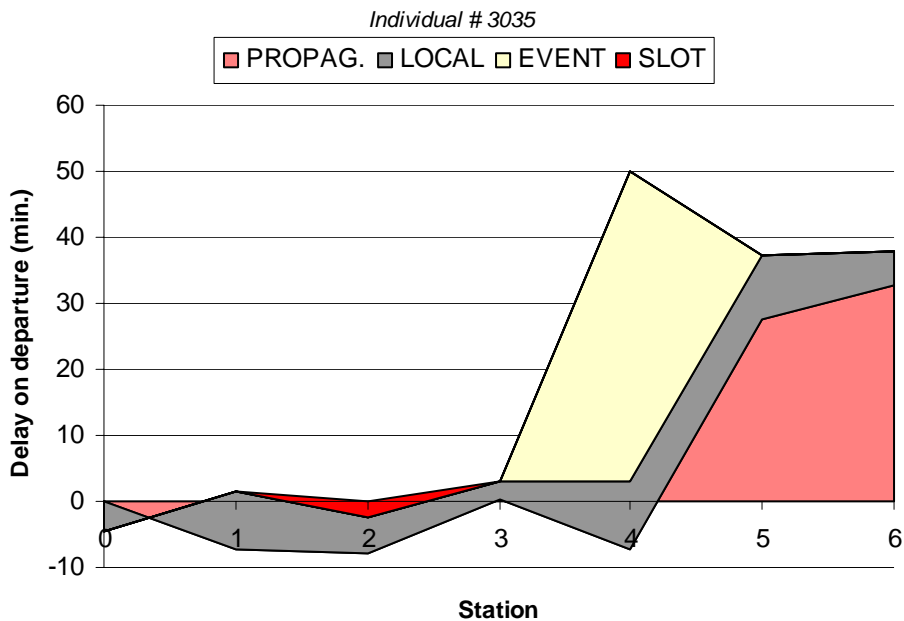 Individual # 3035
PROPAG. LOCAL EVENT SLOT
Delay on departure (min.)
60
50
40
30
20
10
0
-10
0 1 2 3 4 5 6
Station